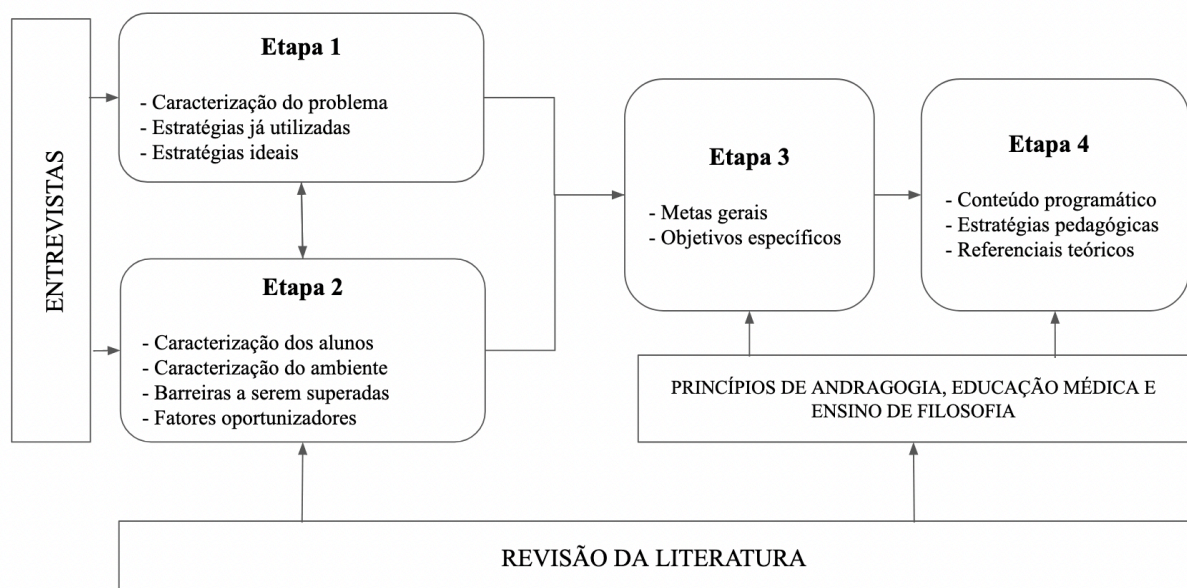 ENTREVISTAS
Etapa 1
- Caracterização do problema
- Estratégias já utilizadas
- Estratégias ideais
Etapa 2
- Caracterização dos alunos
- Caracterização do ambiente
- Barreiras a serem superadas
- Fatores oportunizadores
Etapa 3
- Metas gerais
- Objetivos específicos
Etapa 4
- Conteúdo programático
- Estratégias pedagógicas
- Referenciais teóricos
PRINCÍPIOS DE ANDRAGOGIA, EDUCAÇÃO MÉDICA E
ENSINO DE FILOSOFIA
REVISÃO DA LITERATURA